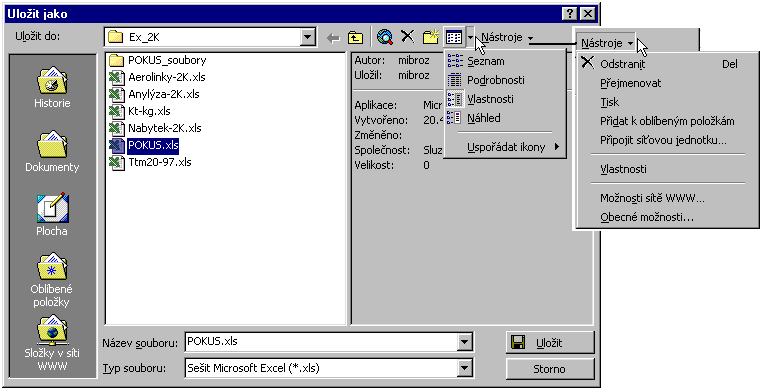 Uložit jako
Uložit do:
Ex_2K
Nástroje
Historie
Dokumenty
Plocha
Oblíbené
položky
Složky v síti
WWW
POKUS_soubory
Aerolinky-2K.xls
Anylýza-2K.xls
Kt-kg.xls
Nabytek-2K.xls
POKUS.xls
Ttm20-97.xls
Autor: mibroz
Uložil: mibroz
Aplikace: Micr
Vytvořeno: 20.4
Změněno:
Společnost: Sluz
Velikost: 0
Seznam
Podrobnosti
Vlastnosti
Náhled
Uspořádat ikony
Nástroje
Odstranit Del
Přejmenovat
Tisk
Přidat k oblíbeným položkám
Připojit síťovou jednotku...
Vlastnosti
Možnosti sítě WWW...
Obecné možnosti...
Název souboru: POKUS.xls
Uložit
Typ souboru: Sešit Microsoft Excel (*.xls)
Storno